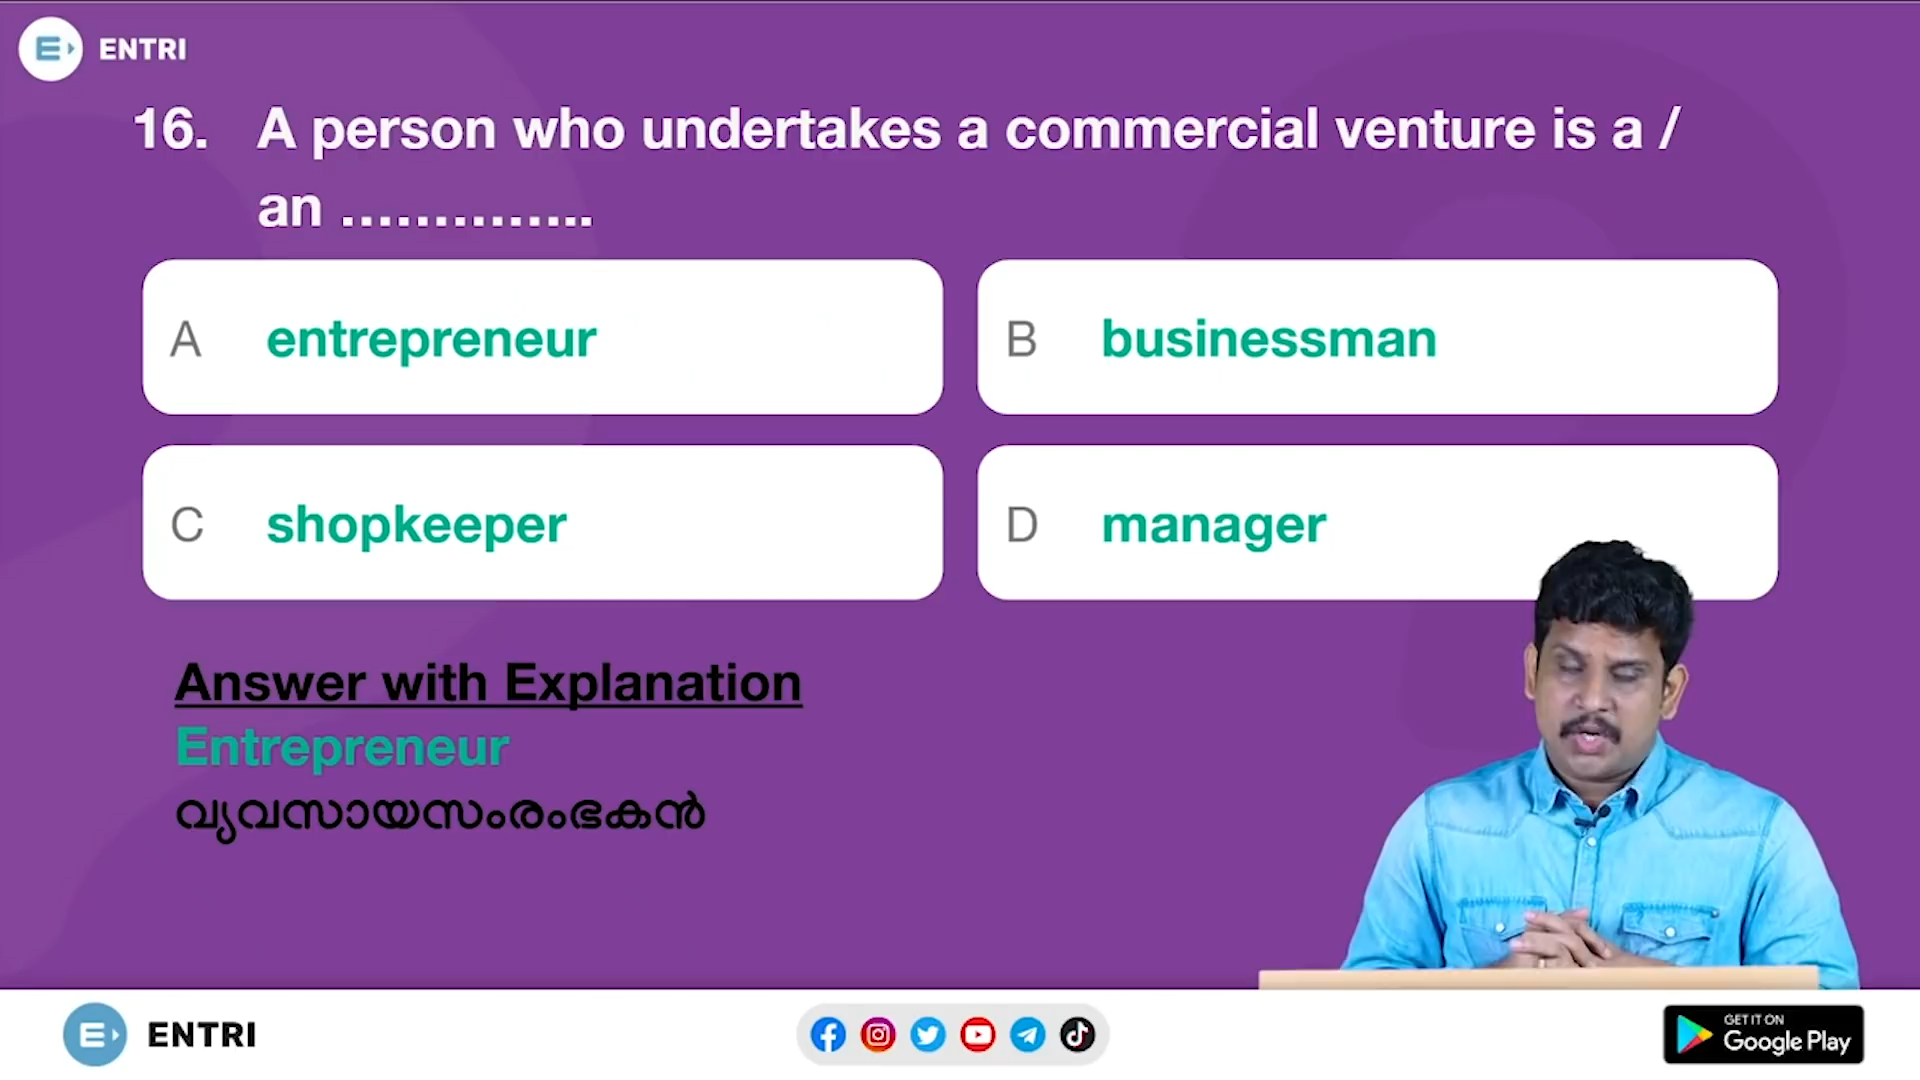 ENTRI
16. A person who undertakes a commercial venture is a /
an ..............
A entrepreneur
B businessman
C shopkeeper
D manager
Answer with Explanation
Entrepreneur
വ്യവസായസംരംഭകൻ
ENTRI
GET IT ON
Google Play